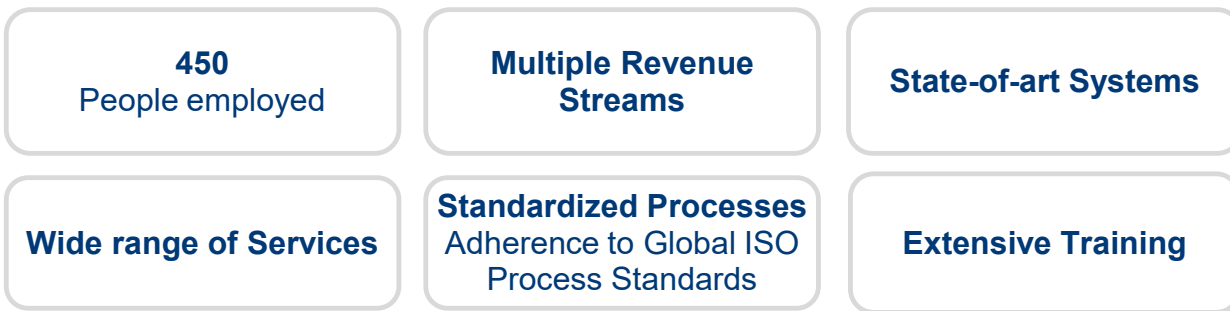 450
People employed
Multiple Revenue
Streams
State-of-art Systems
Wide range of Services
Standardized Processes
Adherence to Global ISO
Process Standards
Extensive Training